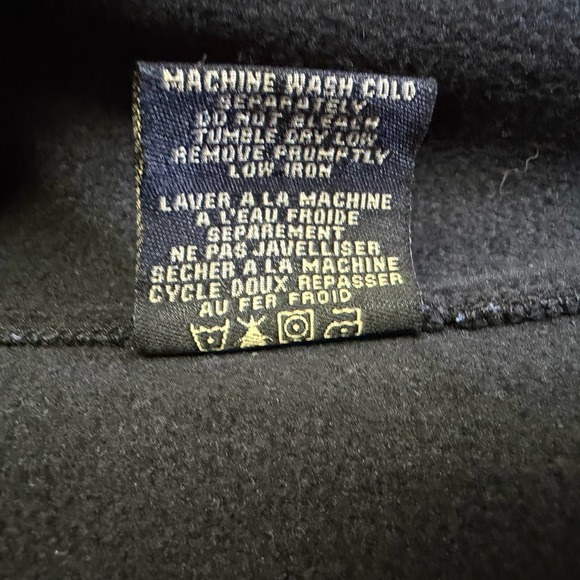 MACHINE WASH COLD
SEPARATELY
DO NOT BLEACH
TUMBLE DRY LOW
REMOVE PROMPTLY
LOW IRON
LAVER A LA MACHINE
A L'EAU FROIDE
SEPAREMENT
NE PAS JAVELLISER
SECHER A LA MACHINE
CYCLE DOUX REPASSER
AU FER FROID